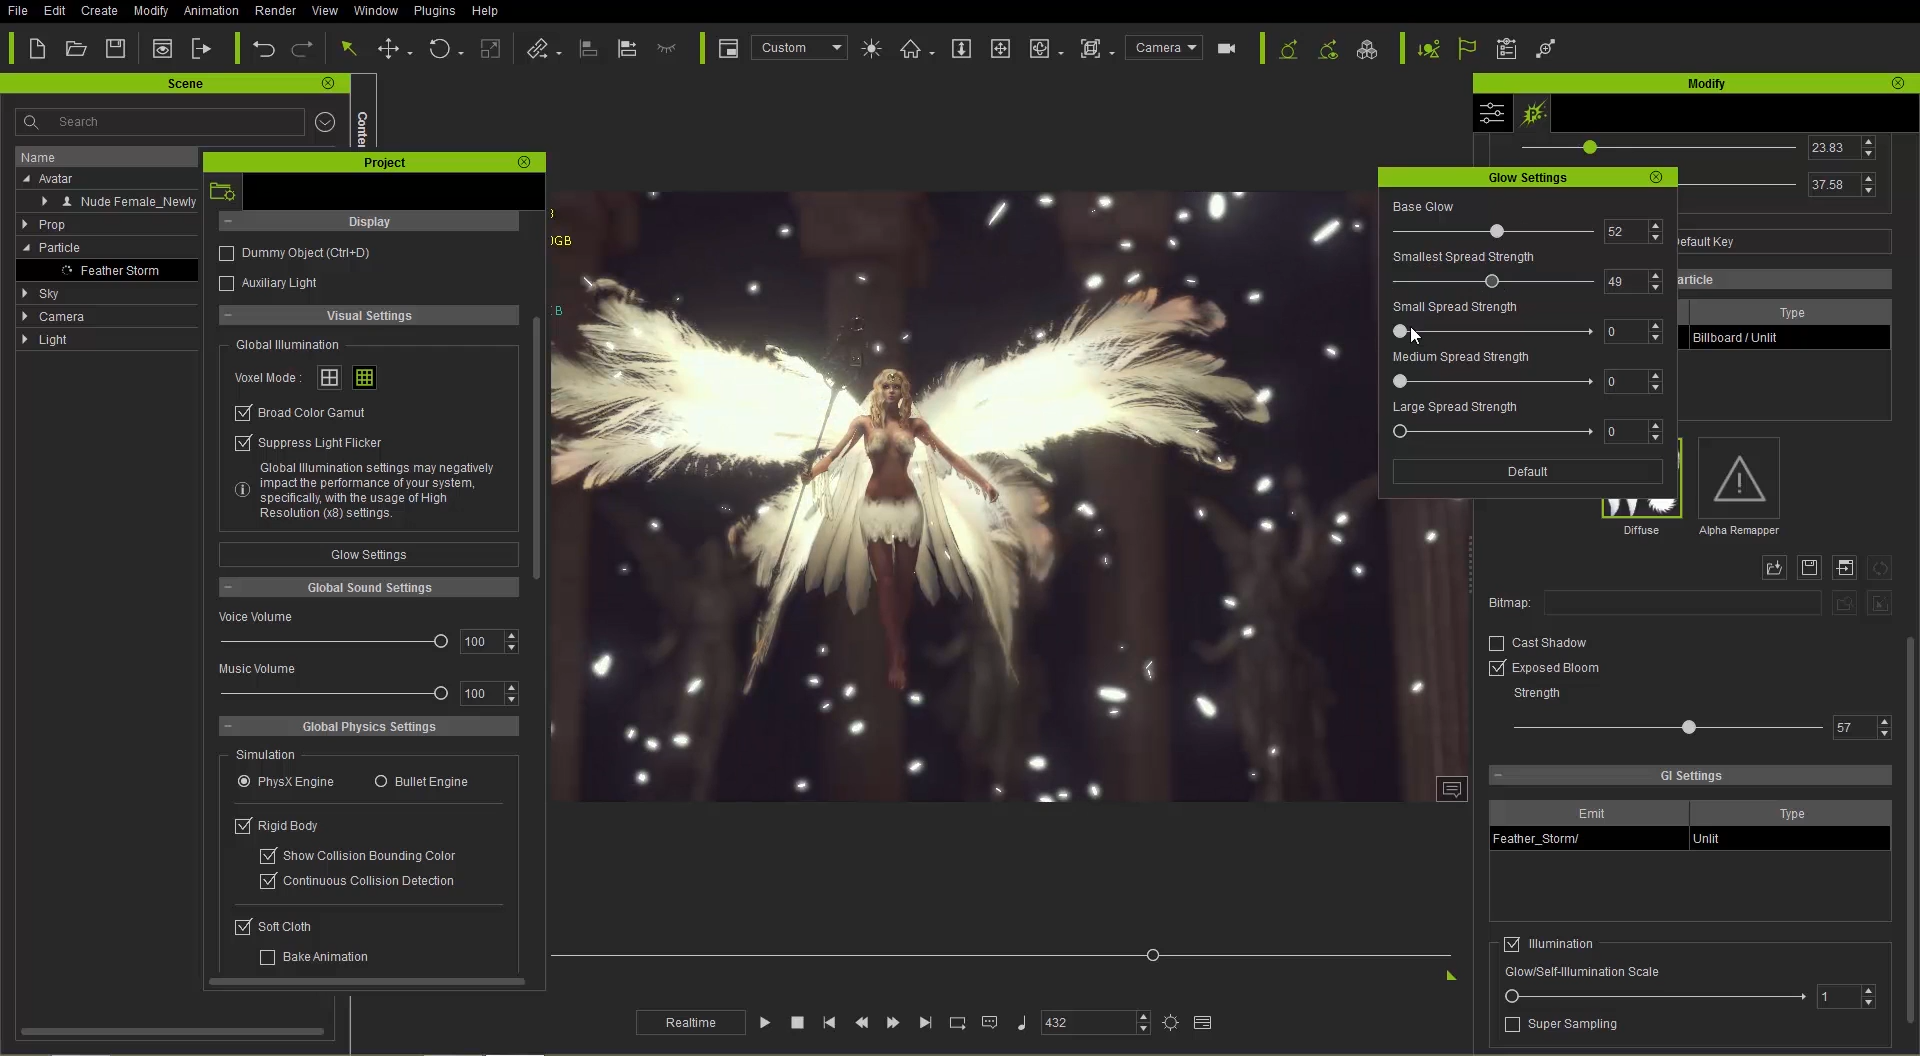 File Edit Create Modify Animation Render View Window Plugins Help
Custom
Camera
Scene
Search
Name
Avatar
Nude Female_Newly
Prop
Particle
Feather Storm
Sky
Camera
Light
Project
Display
Dummy Object (Ctrl+D)
Auxiliary Light
Visual Settings
Global Illumination
Voxel Mode :
Broad Color Gamut
Suppress Light Flicker
Global Illumination settings may negatively
impact the performance of your system,
specifically, with the usage of High
Resolution (x8) settings.
Glow Settings
Global Sound Settings
Voice Volume
100
Music Volume
100
Global Physics Settings
Simulation
PhysX Engine Bullet Engine
Rigid Body
Show Collision Bounding Color
Continuous Collision Detection
Soft Cloth
Bake Animation
GB
B
Realtime
432
Glow Settings
Base Glow
52
Smallest Spread Strength
49
Small Spread Strength
0
Medium Spread Strength
0
Large Spread Strength
0
Default
Modify
23.83
37.58
efault Key
article
Type
Billboard / Unlit
Diffuse
Alpha Remapper
Bitmap:
Cast Shadow
Exposed Bloom
Strength
57
GI Settings
Emit Type
Feather_Storm/ Unlit
Illumination
Glow/Self-Illumination Scale
1
Super Sampling